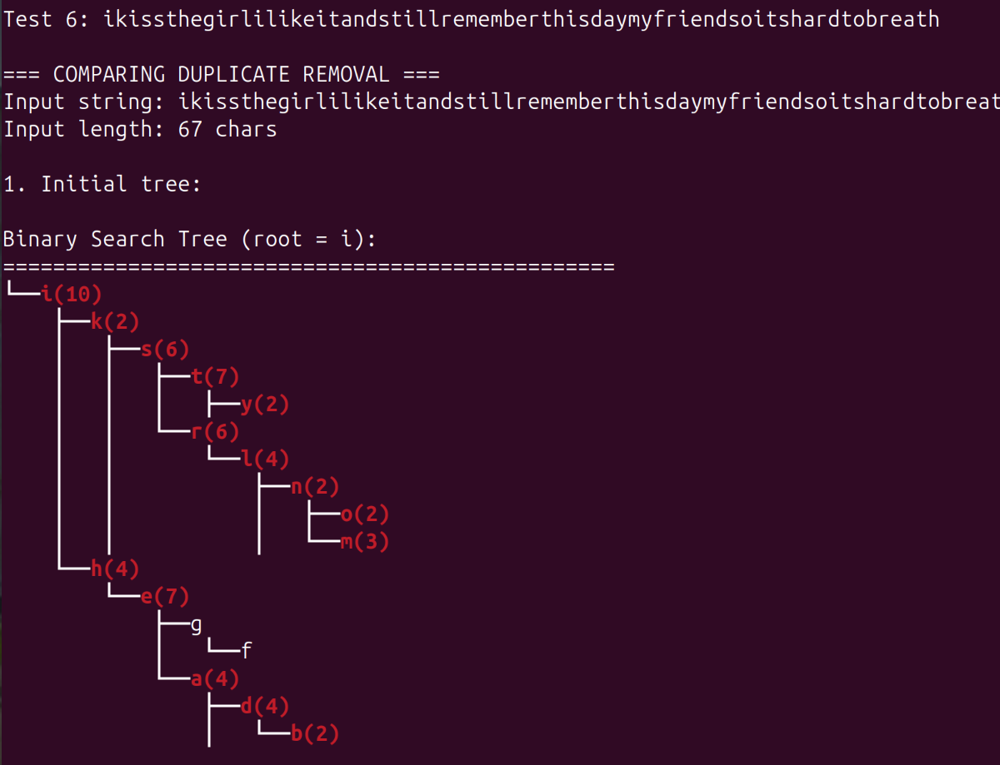 Test 6: ikissthegirlilikeitandstillrememberthisdaymyfriendsoitshardtobreath
=== COMPARING DUPLICATE REMOVAL ===
Input string: ikissthegirlilikeitandstillrememberthisdaymyfriendsoitshardtobreat
Input length: 67 chars
1. Initial tree:
Binary Search Tree (root = i):
=================================================
i(10)
k(2)
s(6)
t(7)
y(2)
r(6)
l(4)
n(2)
o(2)
m(3)
h(4)
e(7)
g
f
a(4)
d(4)
b(2)